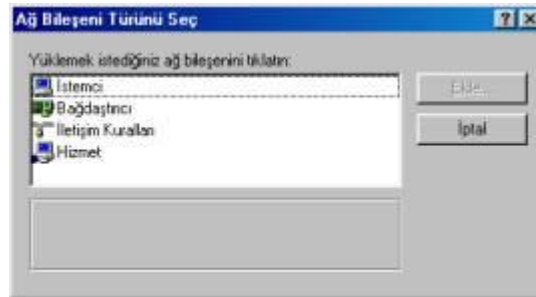 Ağ Bileşeni Türünü Seç
Yüklemek istediğiniz ağ bileşenini tıklatın:
İstemci
Ekle...
Bağdaştırıcı
İletişim Kuralları
İptal
Hizmet